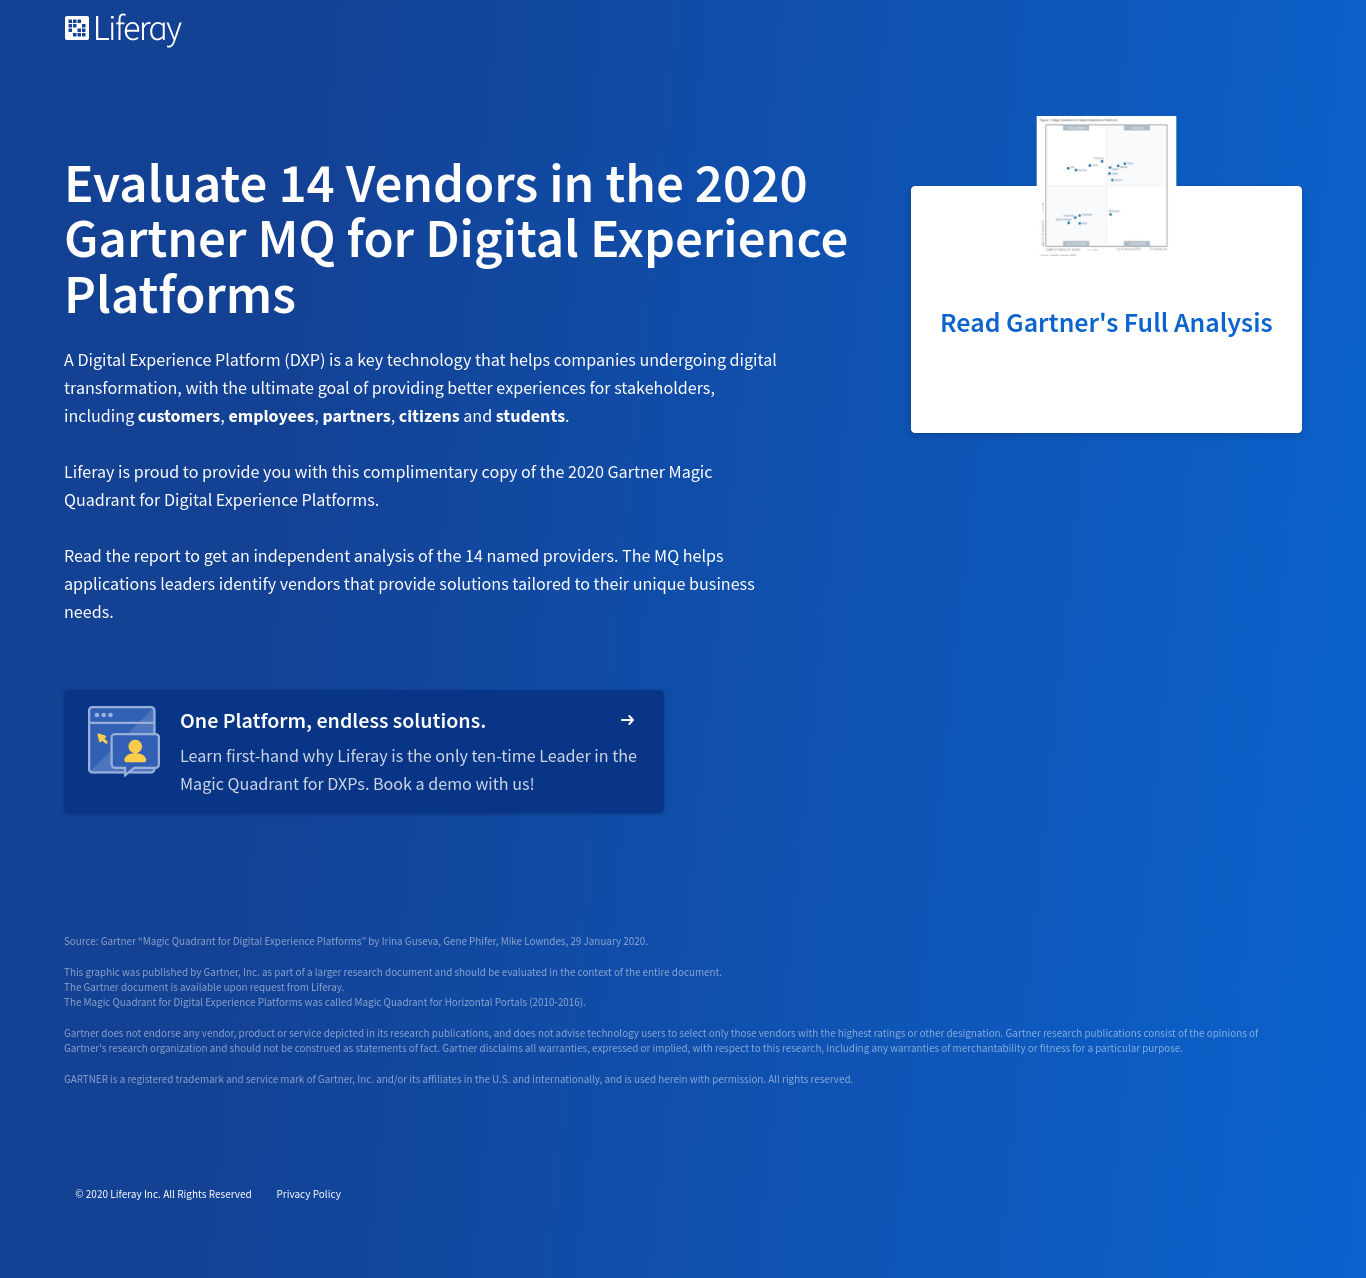 Liferay
Evaluate 14 Vendors in the 2020
Gartner MQ for Digital Experience
Platforms
A Digital Experience Platform (DXP) is a key technology that helps companies undergoing digital
transformation, with the ultimate goal of providing better experiences for stakeholders,
including customers, employees, partners, citizens and students.
Liferay is proud to provide you with this complimentary copy of the 2020 Gartner Magic
Quadrant for Digital Experience Platforms.
Read the report to get an independent analysis of the 14 named providers. The MQ helps
applications leaders identify vendors that provide solutions tailored to their unique business
needs.
Read Gartner's Full Analysis
One Platform, endless solutions.
Learn first-hand why Liferay is the only ten-time Leader in the
Magic Quadrant for DXPs. Book a demo with us!
Source: Gartner “Magic Quadrant for Digital Experience Platforms” by Irina Guseva, Gene Phifer, Mike Lowndes, 29 January 2020.
This graphic was published by Gartner, Inc. as part of a larger research document and should be evaluated in the context of the entire document.
The Gartner document is available upon request from Liferay.
The Magic Quadrant for Digital Experience Platforms was called Magic Quadrant for Horizontal Portals (2010-2016).
Gartner does not endorse any vendor, product or service depicted in its research publications, and does not advise technology users to select only those vendors with the highest ratings or other designation. Gartner research publications consist of the opinions of
Gartner's research organization and should not be construed as statements of fact. Gartner disclaims all warranties, expressed or implied, with respect to this research, including any warranties of merchantability or fitness for a particular purpose.
GARTNER is a registered trademark and service mark of Gartner, Inc. and/or its affiliates in the U.S. and internationally, and is used herein with permission. All rights reserved.
© 2020 Liferay Inc. All Rights Reserved Privacy Policy